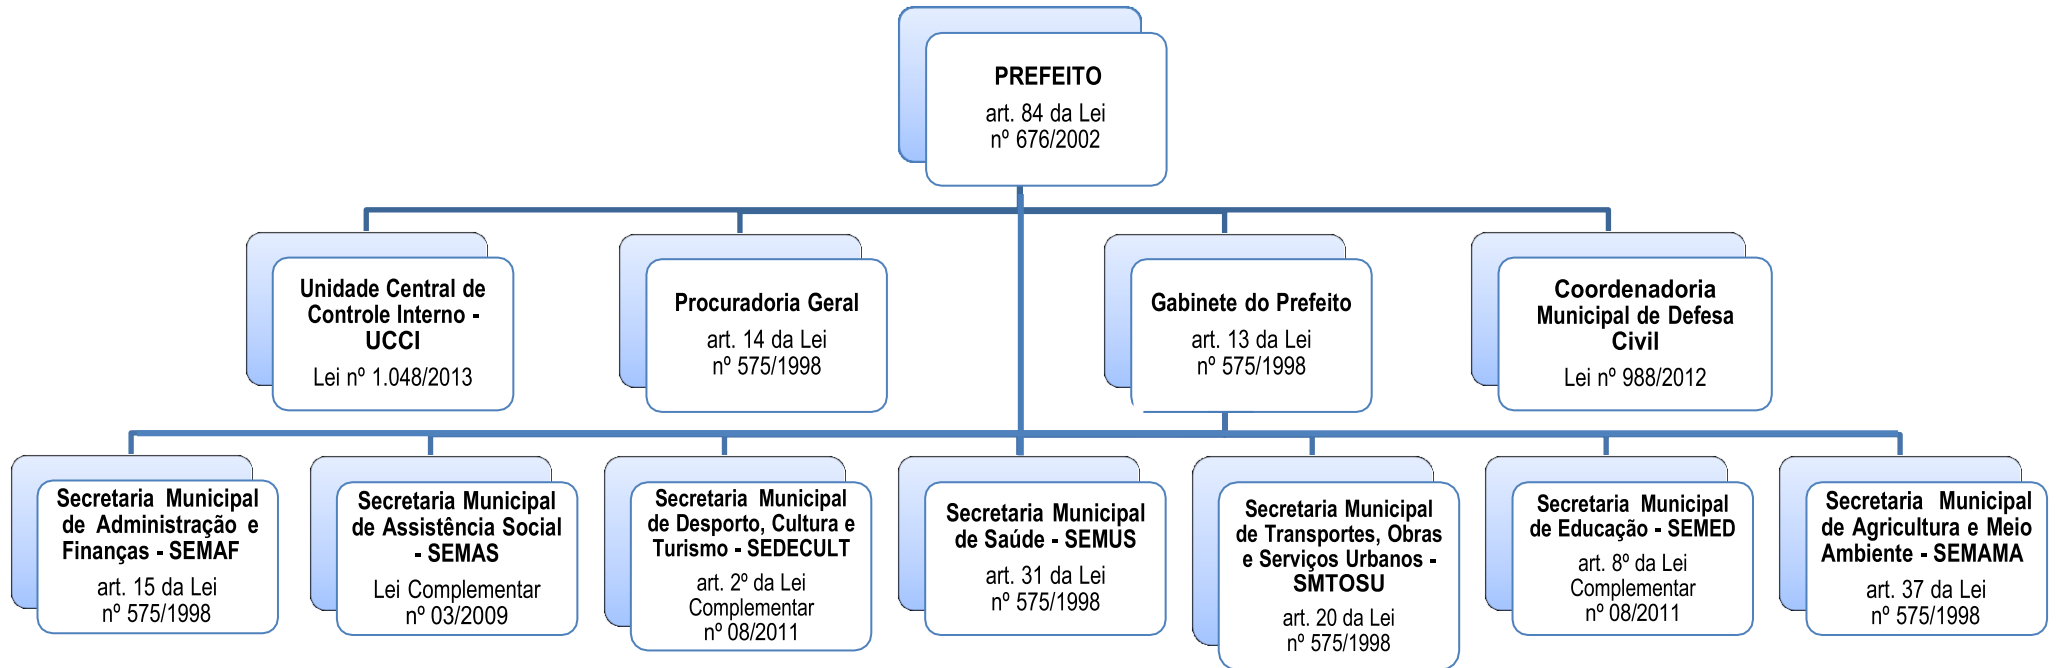 PREFEITO
art. 84 da Lei
nº 676/2002
Unidade Central de
Controle Interno -
UCCI
Lei nº 1.048/2013
Procuradoria Geral
art. 14 da Lei
nº 575/1998
Gabinete do Prefeito
art. 13 da Lei
nº 575/1998
Coordenadoria
Municipal de Defesa
Civil
Lei nº 988/2012
Secretaria Municipal
de Administração e
Finanças - SEMAF
art. 15 da Lei
nº 575/1998
Secretaria Municipal
de Assistência Social
- SEMAS
Lei Complementar
nº 03/2009
Secretaria Municipal
de Desporto, Cultura e
Turismo - SEDECULT
art. 2º da Lei
Complementar
nº 08/2011
Secretaria Municipal
de Saúde - SEMUS
art. 31 da Lei
nº 575/1998
Secretaria Municipal
de Transportes, Obras
e Serviços Urbanos -
SMTOSU
art. 20 da Lei
nº 575/1998
Secretaria Municipal
de Educação - SEMED
art. 8º da Lei
Complementar
nº 08/2011
Secretaria Municipal
de Agricultura e Meio
Ambiente - SEMAMA
art. 37 da Lei
nº 575/1998